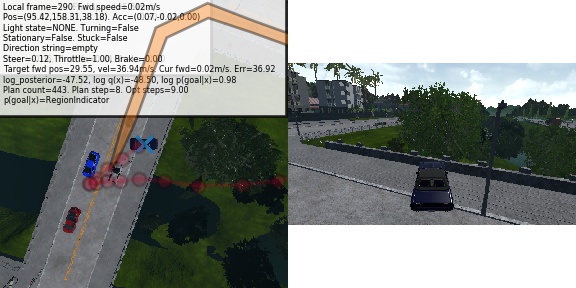 Local frame=290. Fwd speed=0.02m/s
Pos=(95.42,158.31,38.18). Acc=(0.07,-0.02,0.00)
Light state=NONE. Turning=False
Stationary=False. Stuck=False
Direction string=empty
Steer=0.12, Throttle=1.00, Brake=0.00
Target fwd pos=29.55, vel=36.94m/s, Cur fwd=0.02m/s. Err=36.92
log_posterior=-47.52, log q(x)=-48.50, log p(goal|x)=0.98
Plan count=443. Plan step=8. Opt steps=9.00
p(goal|x)=RegionIndicator